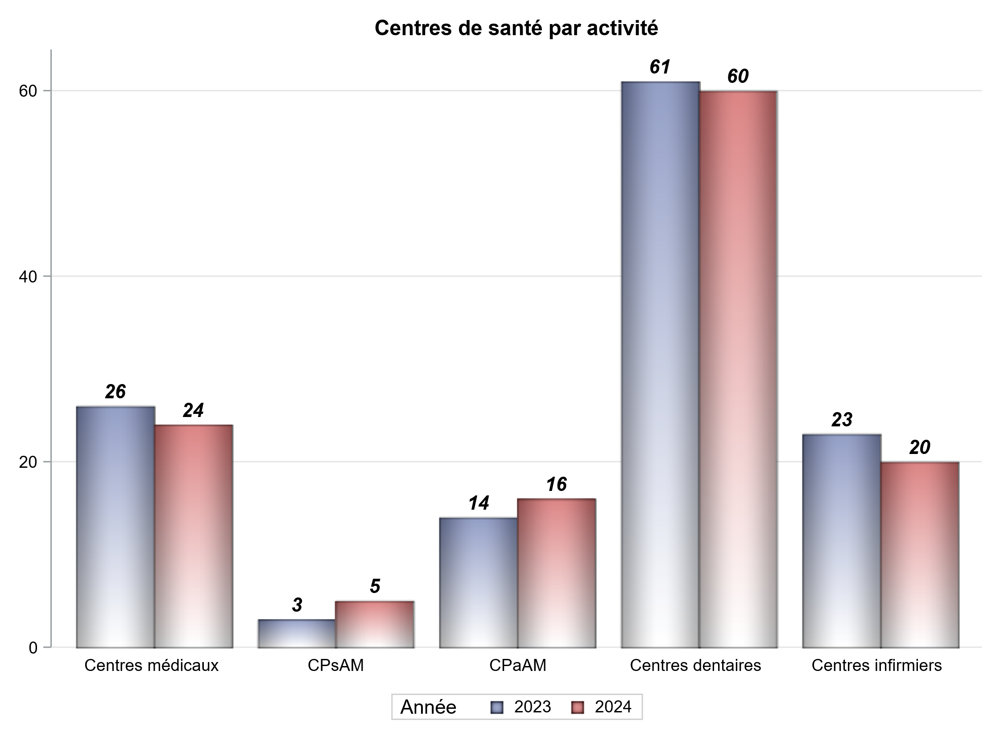 Centres de santé par activité
61
60
60
40
26
24
23
20
20
16
14
5
3
0
Centres médicaux
CPsAM
CPaAM
Centres dentaires
Centres infirmiers
Année
2023
2024